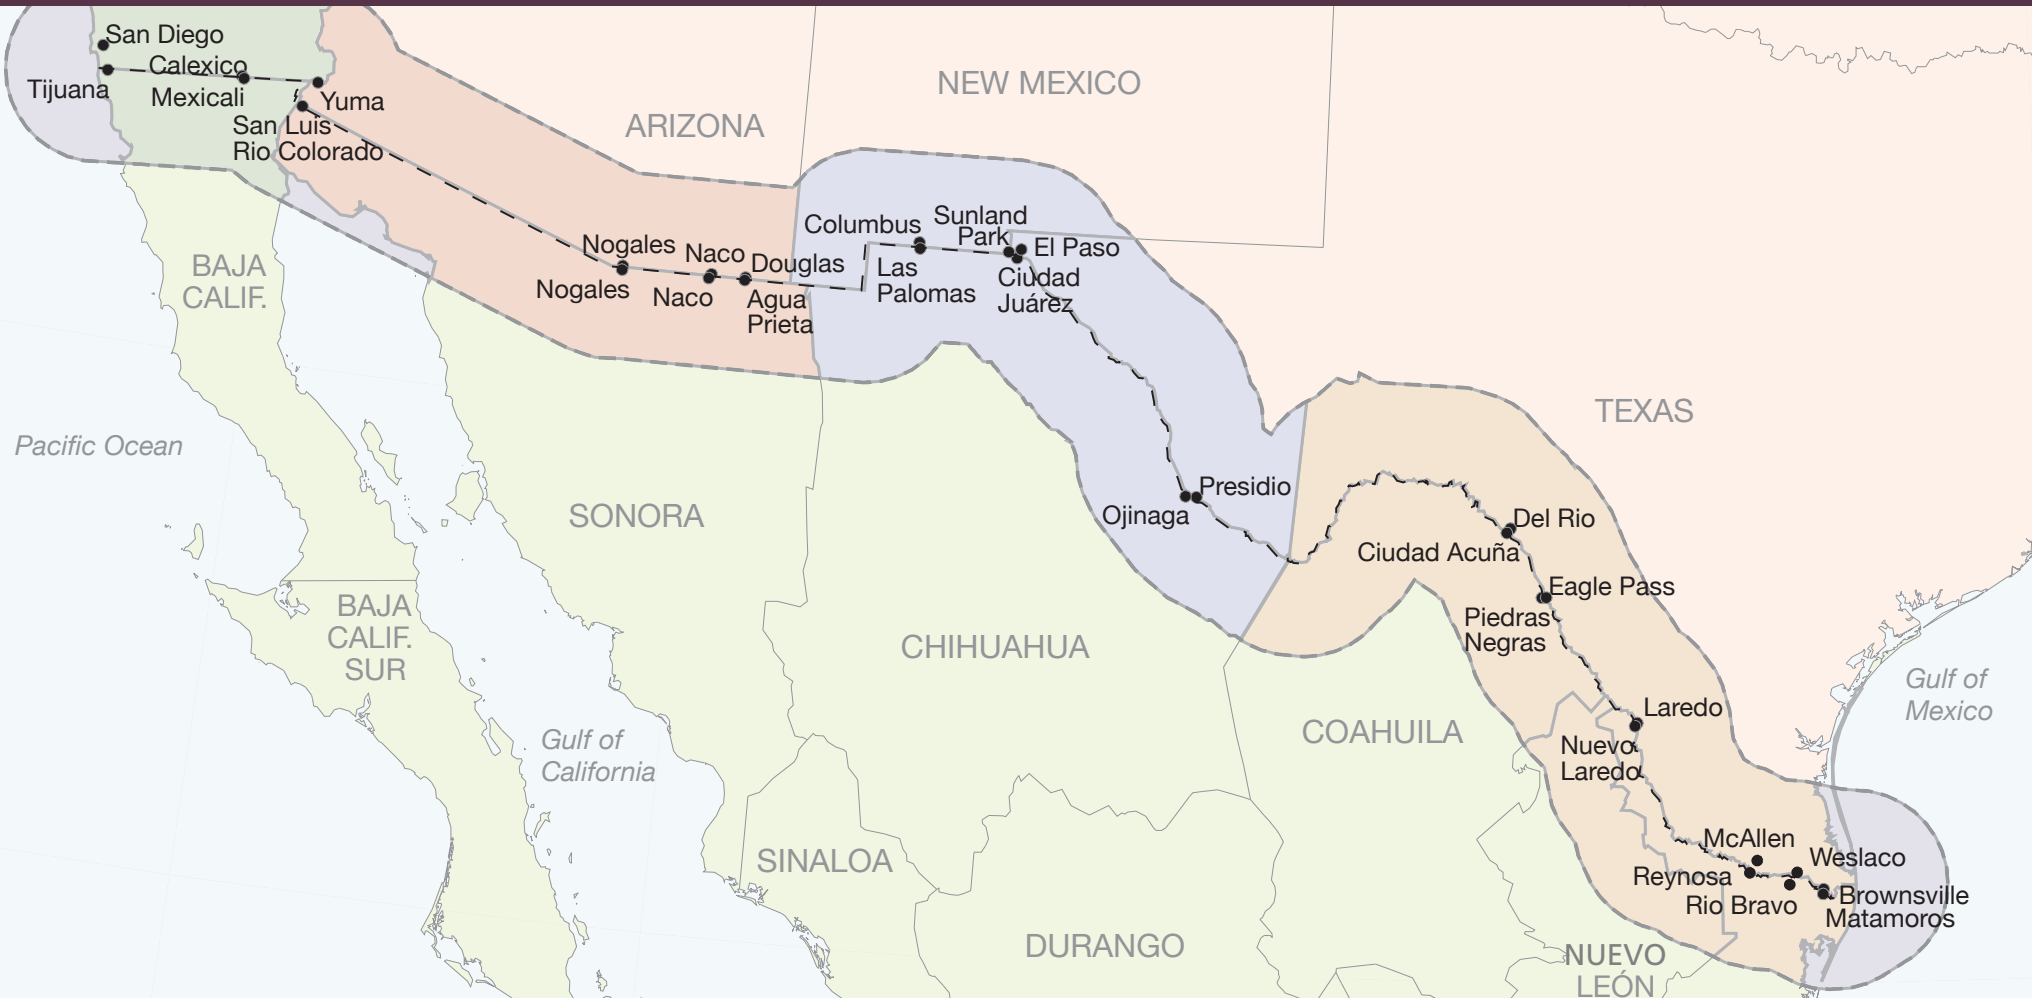 San Diego
Calexico
Tijuana
Mexicali
Yuma
San Luis
Rio Colorado
ARIZONA
NEW MEXICO
Nogales
Naco
Douglas
Nogales
Naco
Agua
Prieta
Columbus
Sunland
Park
El Paso
Las
Palomas
Ciudad
Juárez
BAJA
CALIF.
Pacific Ocean
TEXAS
SONORA
Presidio
Ojinaga
Del Rio
Ciudad Acuña
Eagle Pass
Piedras
Negras
BAJA
CALIF.
SUR
CHIHUAHUA
Gulf of
Mexico
Laredo
COAHUILA
Nuevo
Laredo
Gulf of
California
McAllen
Weslaco
SINALOA
Reynosa
Brownsville
Rio Bravo
Matamoros
DURANGO
NUEVO
LEÓN